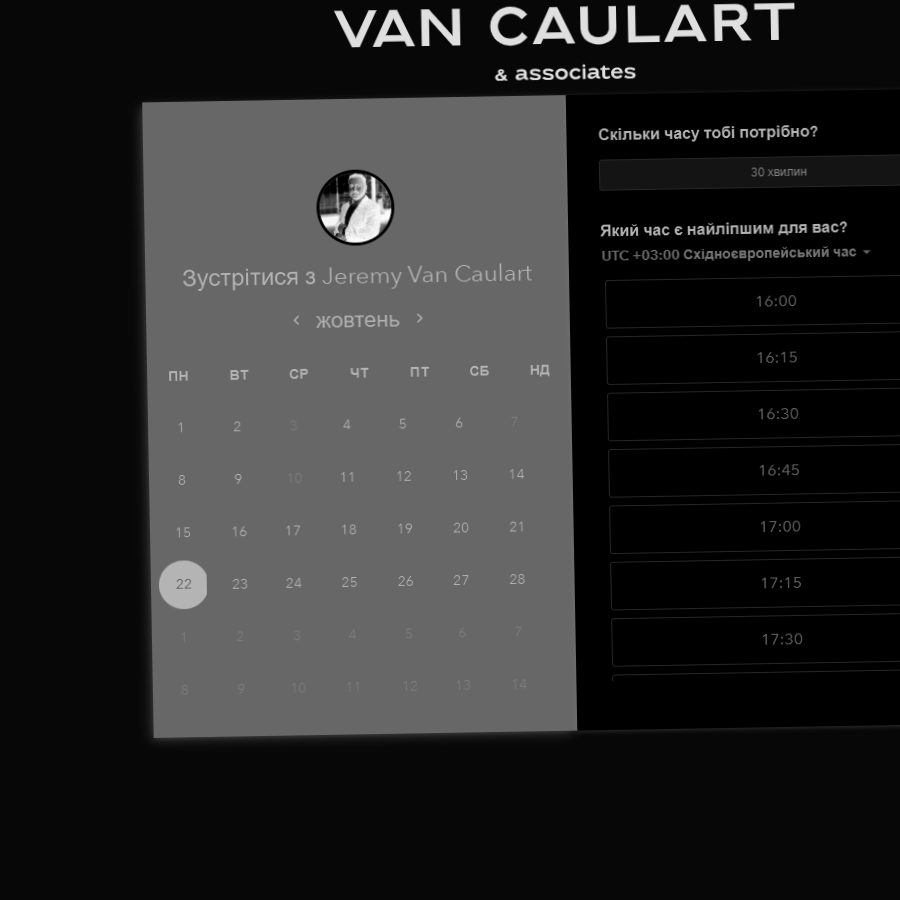 VAN CAULART
& associates
Зустрітися з Jeremy Van Caulart
‹ жовтень ›
ПН ВТ СР ЧТ ПТ СБ НД
1 2 3 4 5 6 7
8 9 10 11 12 13 14
15 16 17 18 19 20 21
22 23 24 25 26 27 28
1 2 3 4 5 6 7
8 9 10 11 12 13 14
Скільки часу тобі потрібно?
30 хвилин
Який час є найліпшим для вас?
UTC +03:00 Східноєвропейський час
16:00
16:15
16:30
16:45
17:00
17:15
17:30